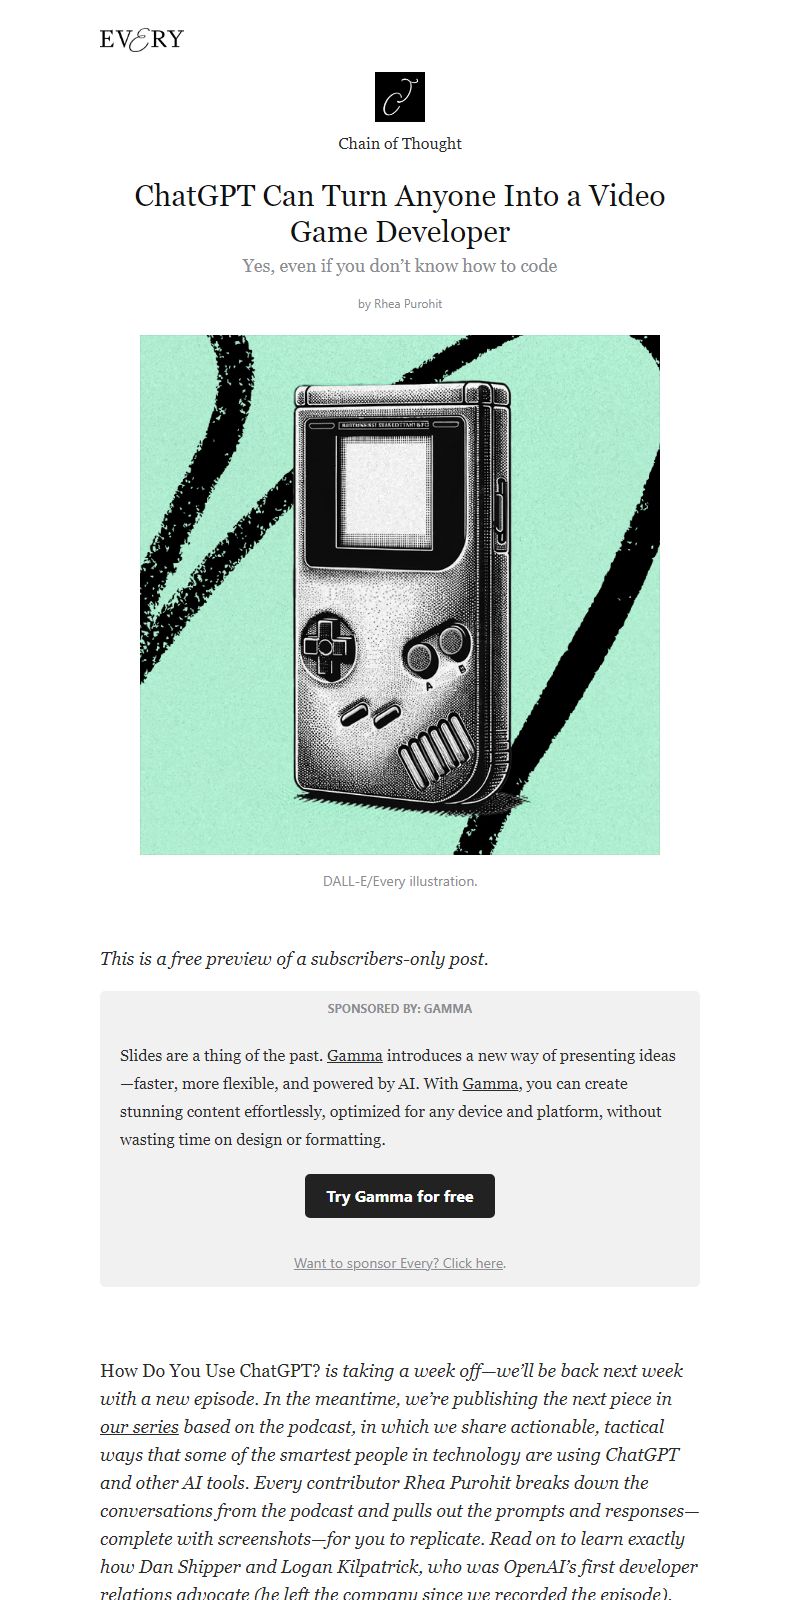 EVERY
Chain of Thought
ChatGPT Can Turn Anyone Into a Video
Game Developer
Yes, even if you don’t know how to code
by Rhea Purohit
A
B
DALL-E/Every illustration.
This is a free preview of a subscribers-only post.
SPONSORED BY: GAMMA
Slides are a thing of the past. Gamma introduces a new way of presenting ideas
—faster, more flexible, and powered by AI. With Gamma, you can create
stunning content effortlessly, optimized for any device and platform, without
wasting time on design or formatting.
Try Gamma for free
Want to sponsor Every? Click here.
How Do You Use ChatGPT? is taking a week off—we’ll be back next week
with a new episode. In the meantime, we’re publishing the next piece in
our series based on the podcast, in which we share actionable, tactical
ways that some of the smartest people in technology are using ChatGPT
and other AI tools. Every contributor Rhea Purohit breaks down the
conversations from the podcast and pulls out the prompts and responses—
complete with screenshots—for you to replicate. Read on to learn exactly
how Dan Shipper and Logan Kilpatrick, who was OpenAI’s first developer
relations advocate (he left the company since we recorded the episode),